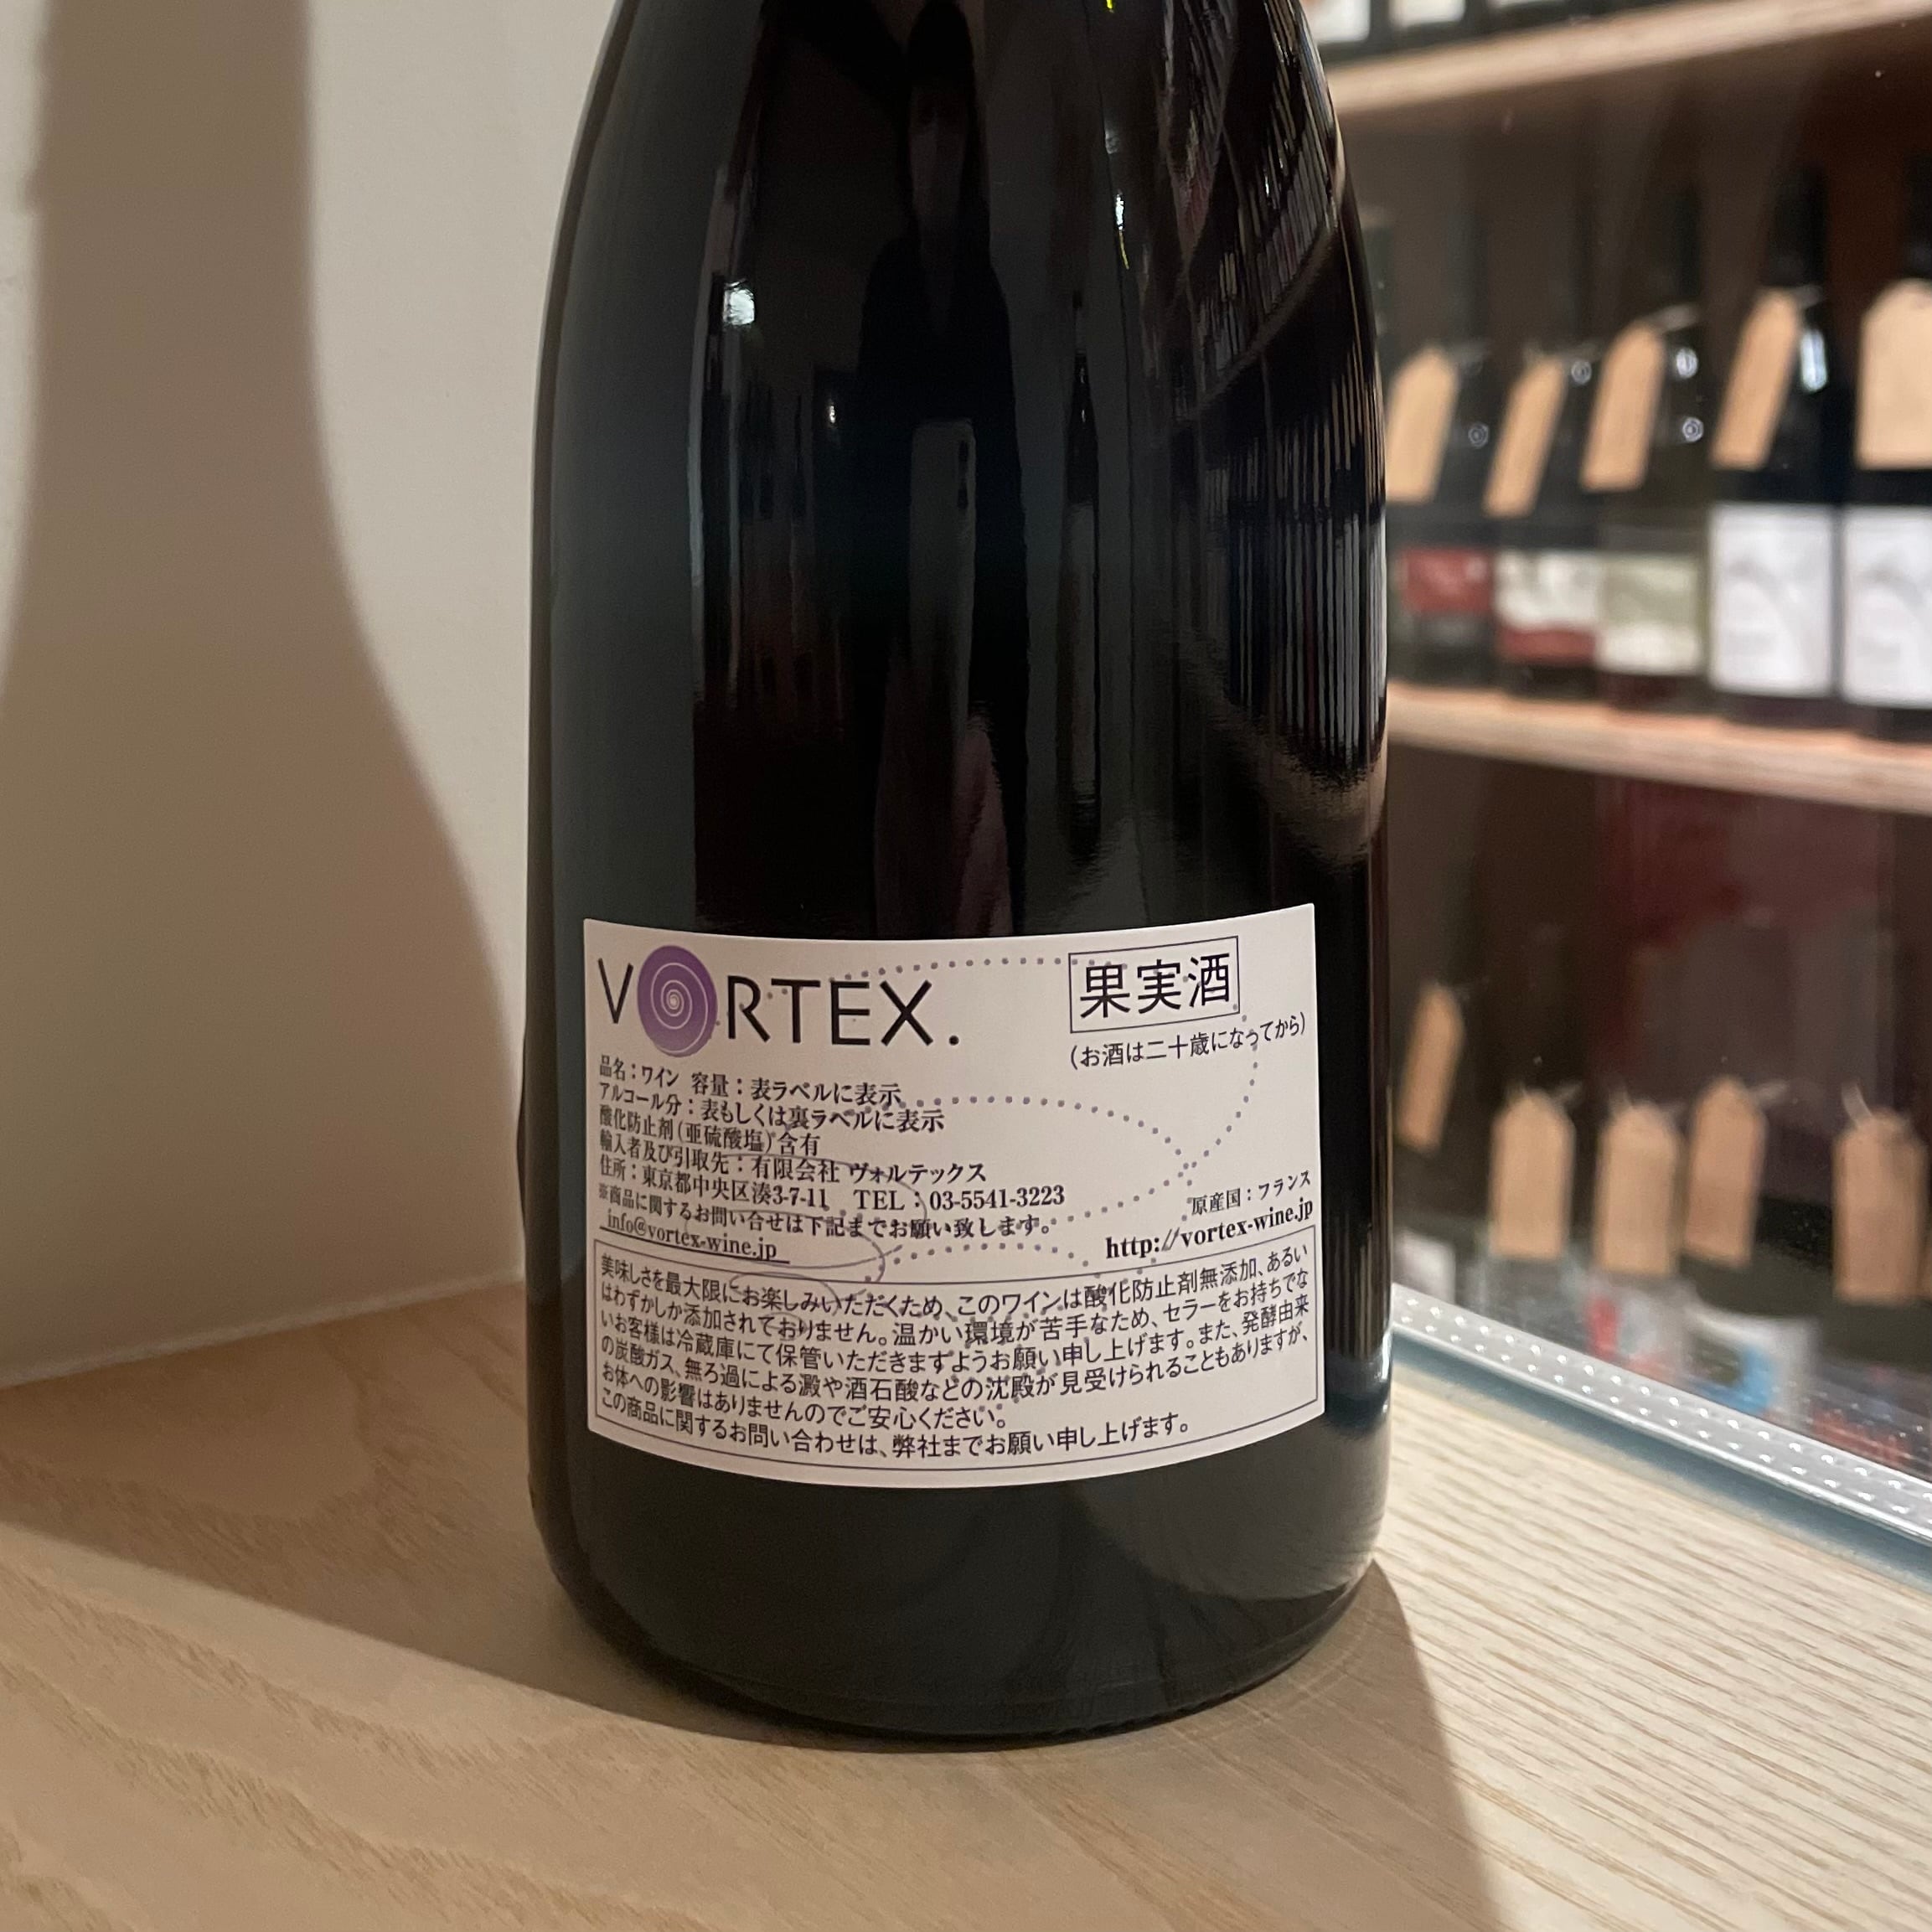 VORTEX.
果実酒
(お酒は二十歳になってから)
品名：ワイン 容量：表ラベルに表示
アルコール分：表もしくは裏ラベルに表示
酸化防止剤(亜硫酸塩)含有
輸入者及び引取先：有限会社 ヴォルテックス
住所：東京都中央区湊3-7-11 TEL：03-5541-3223
※商品に関するお問い合せは下記までお願い致します。
info@vortex-wine.jp
原産国：フランス
http://vortex-wine.jp
美味しさを最大限にお楽しみいただくため、このワインは酸化防止剤無添加、あるい
はわずかしか添加されておりません。温かい環境が苦手なため、セラーをお持ちでな
いお客様は冷蔵庫にて保管いただきますようお願い申し上げます。また、発酵由来
の炭酸ガス、無ろ過による澱や酒石酸などの沈殿が見受けられることもありますが、
お体への影響はありませんのでご安心ください。
この商品に関するお問い合わせは、弊社までお願い申し上げます。